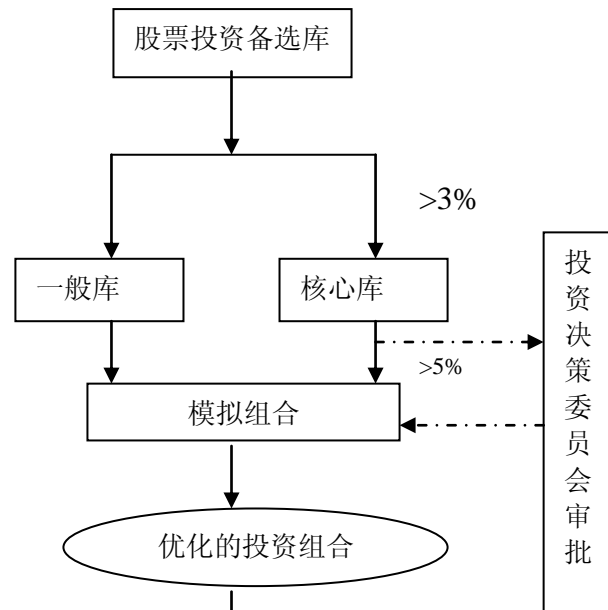 股票投资备选库
>3%
一般库
核心库
>5%
模拟组合
优化的投资组合
投资决策委员会审批